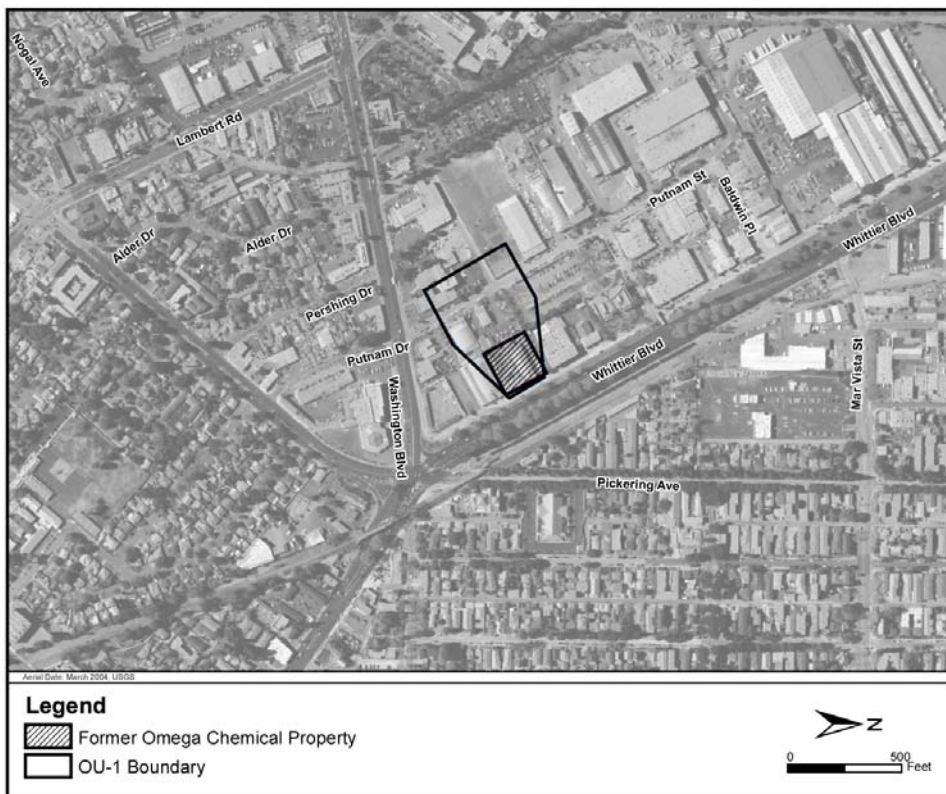 Nogal Ave
Lambert Rd
Alder Dr
Alder Dr
Pershing Dr
Putnam Dr
Washington Blvd
Putnam St
Baldwin Pl
Whittier Blvd
Whittier Blvd
Mar Vista St
Pickering Ave
Aerial Date: March 2004, USGS
Legend
Former Omega Chemical Property
OU-1 Boundary
N
0 500
Feet